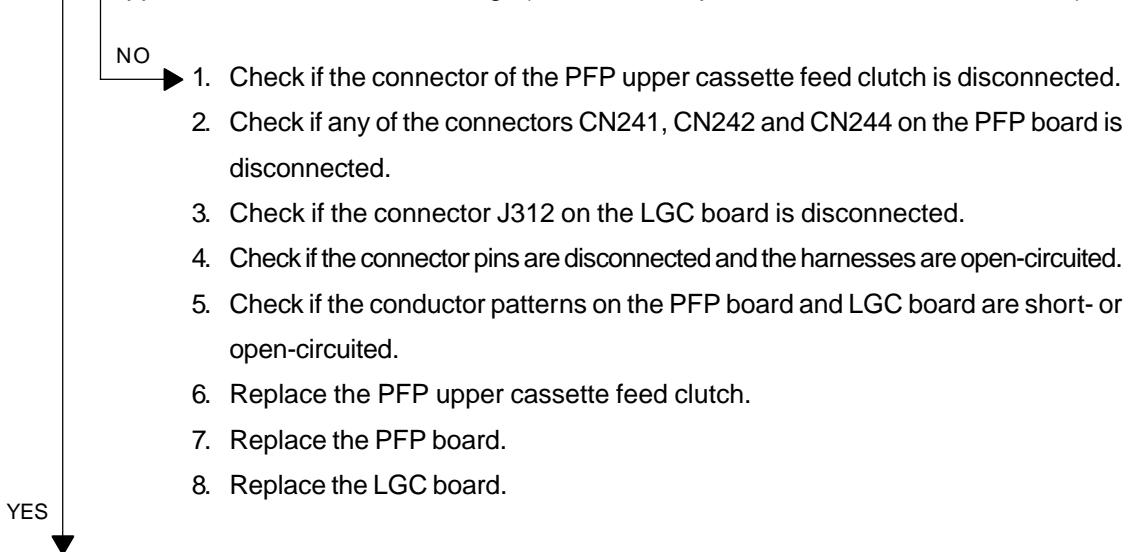 NO
1. Check if the connector of the PFP upper cassette feed clutch is disconnected.
2. Check if any of the connectors CN241, CN242 and CN244 on the PFP board is
disconnected.
3. Check if the connector J312 on the LGC board is disconnected.
4. Check if the connector pins are disconnected and the harnesses are open-circuited.
5. Check if the conductor patterns on the PFP board and LGC board are short- or
open-circuited.
6. Replace the PFP upper cassette feed clutch.
7. Replace the PFP board.
8. Replace the LGC board.
YES